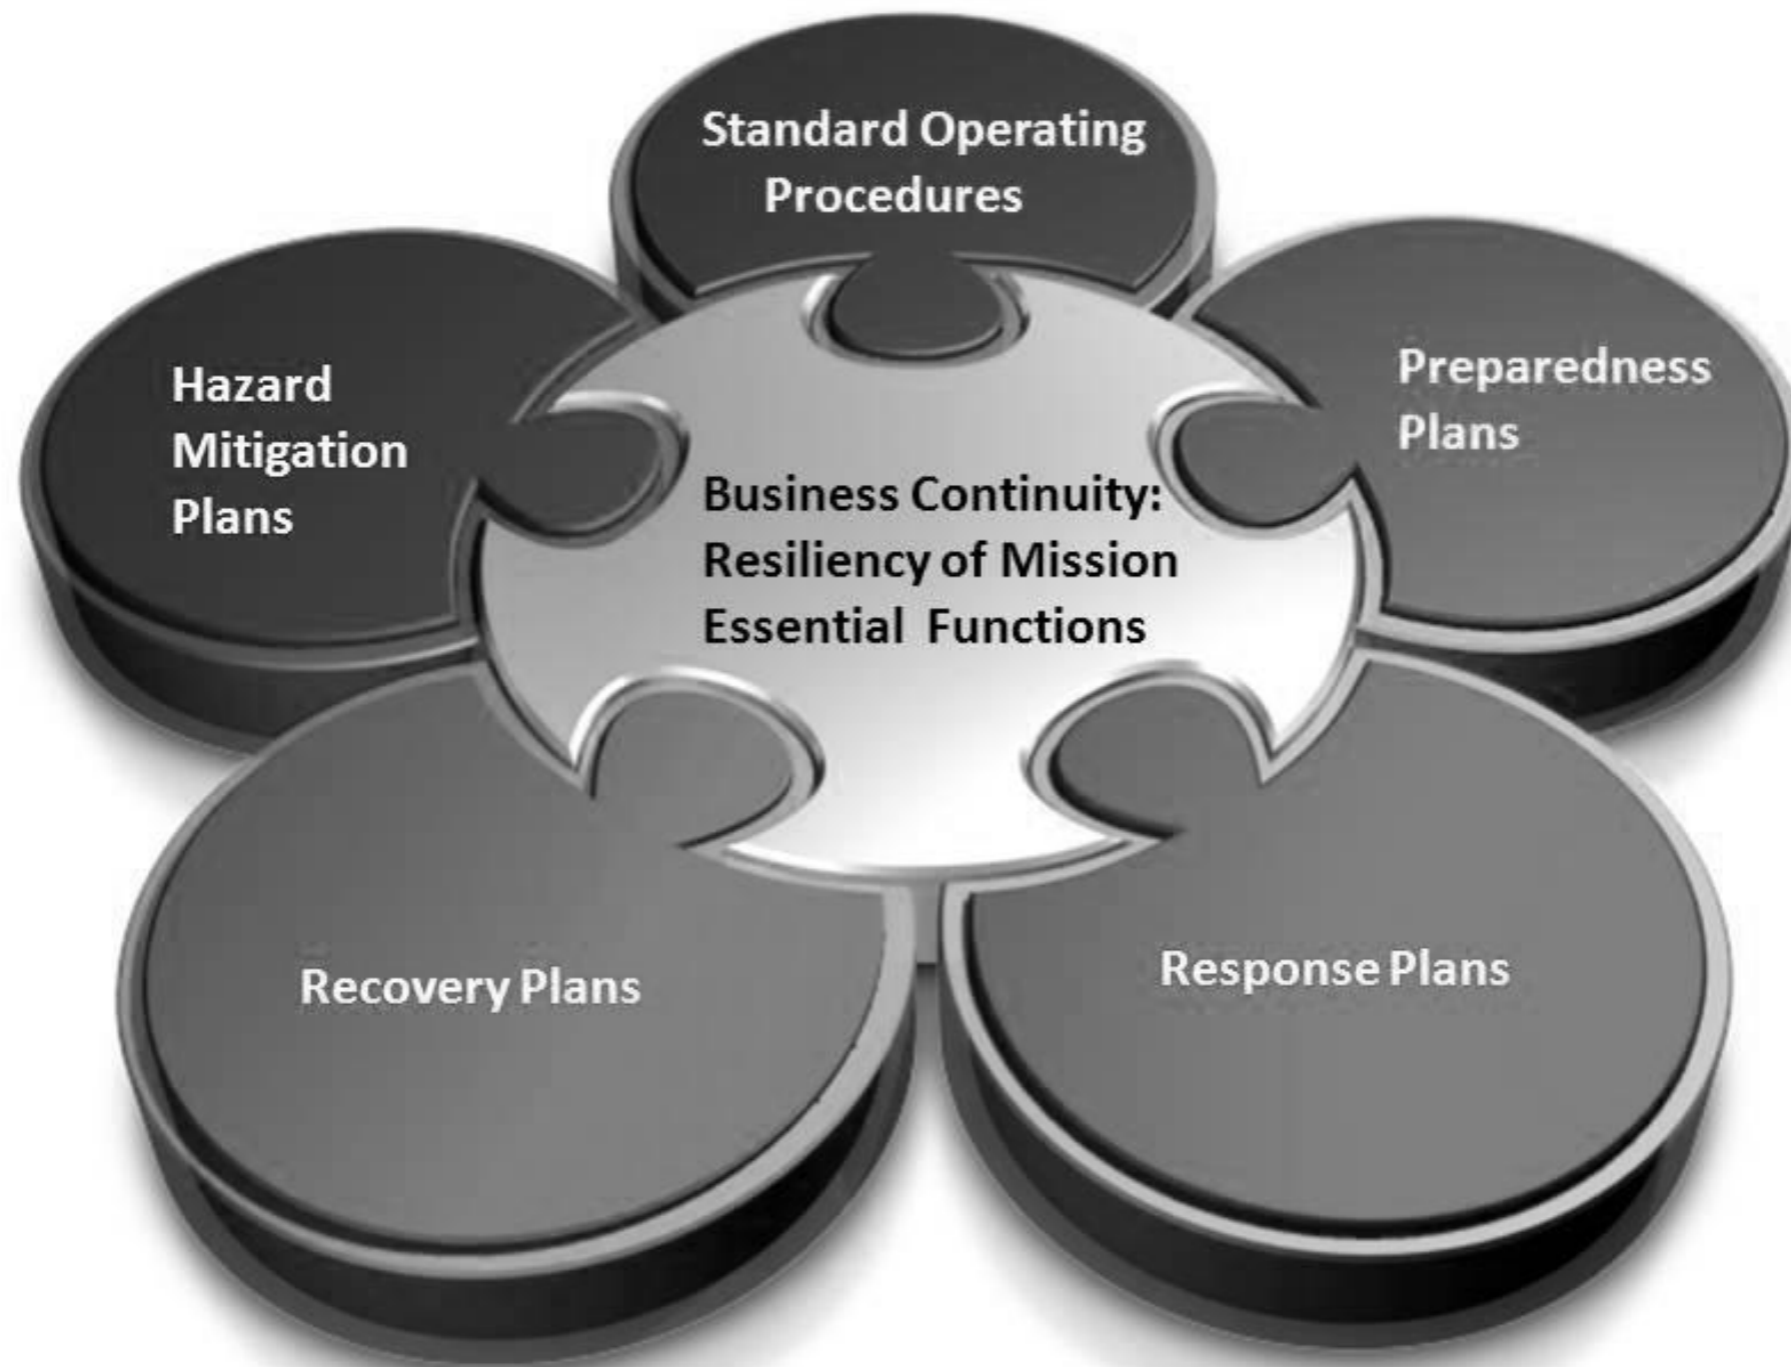 Standard Operating
Procedures
Hazard
Mitigation
Plans
Preparedness
Plans
Business Continuity:
Resiliency of Mission
Essential Functions
Recovery Plans
Response Plans